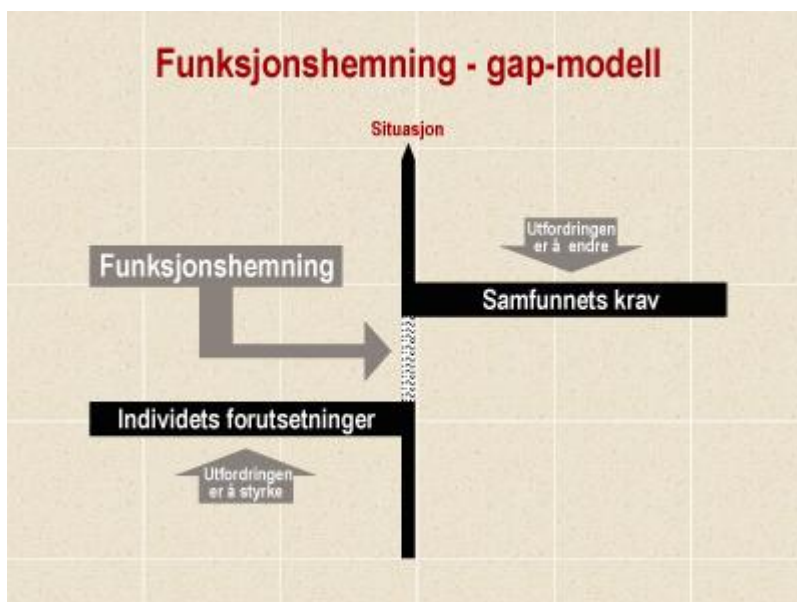 Funksjonshemning - gap-modell
Situasjon
Utfordringen
er å endre
Funksjonshemning
Samfunnets krav
Individets forutsetninger
Utfordringen
er å styrke